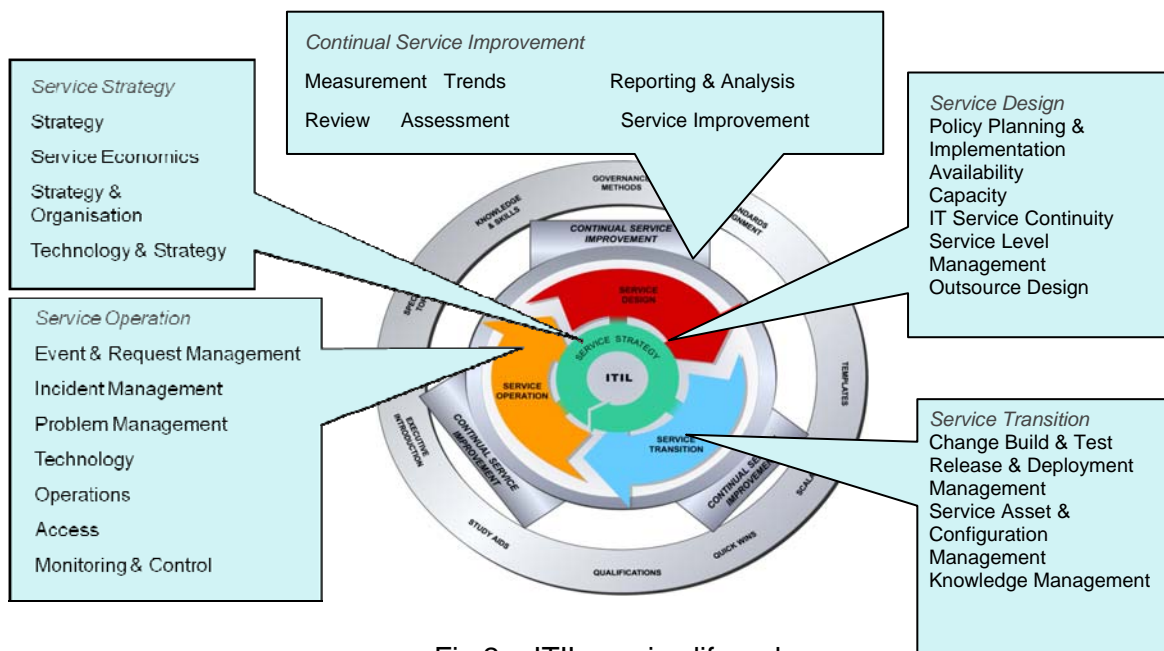 Continual Service Improvement
Measurement Trends Reporting & Analysis
Review Assessment Service Improvement
Service Strategy
Strategy
Service Economics
Strategy &
Organisation
Technology & Strategy
Service Design
Policy Planning &
Implementation
Availability
Capacity
IT Service Continuity
Service Level
Management
Outsource Design
Service Operation
Event & Request Management
Incident Management
Problem Management
Technology
Operations
Access
Monitoring & Control
Service Transition
Change Build & Test
Release & Deployment
Management
Service Asset &
Configuration
Management
Knowledge Management
GOVERNANCE
METHODS
KNOWLEDGE
& SKILLS
CONTINUAL SERVICE
IMPROVEMENT
SERVICE
DESIGN
SERVICE STRATEGY
ITIL
SERVICE
OPERATION
SERVICE
TRANSITION
TEMPLATES
CONTINUAL SERVICE
IMPROVEMENT
CONTINUAL SERVICE
EXECUTIVE
INTRODUCTION
STUDY AIDS
QUICK WINS
QUALIFICATIONS